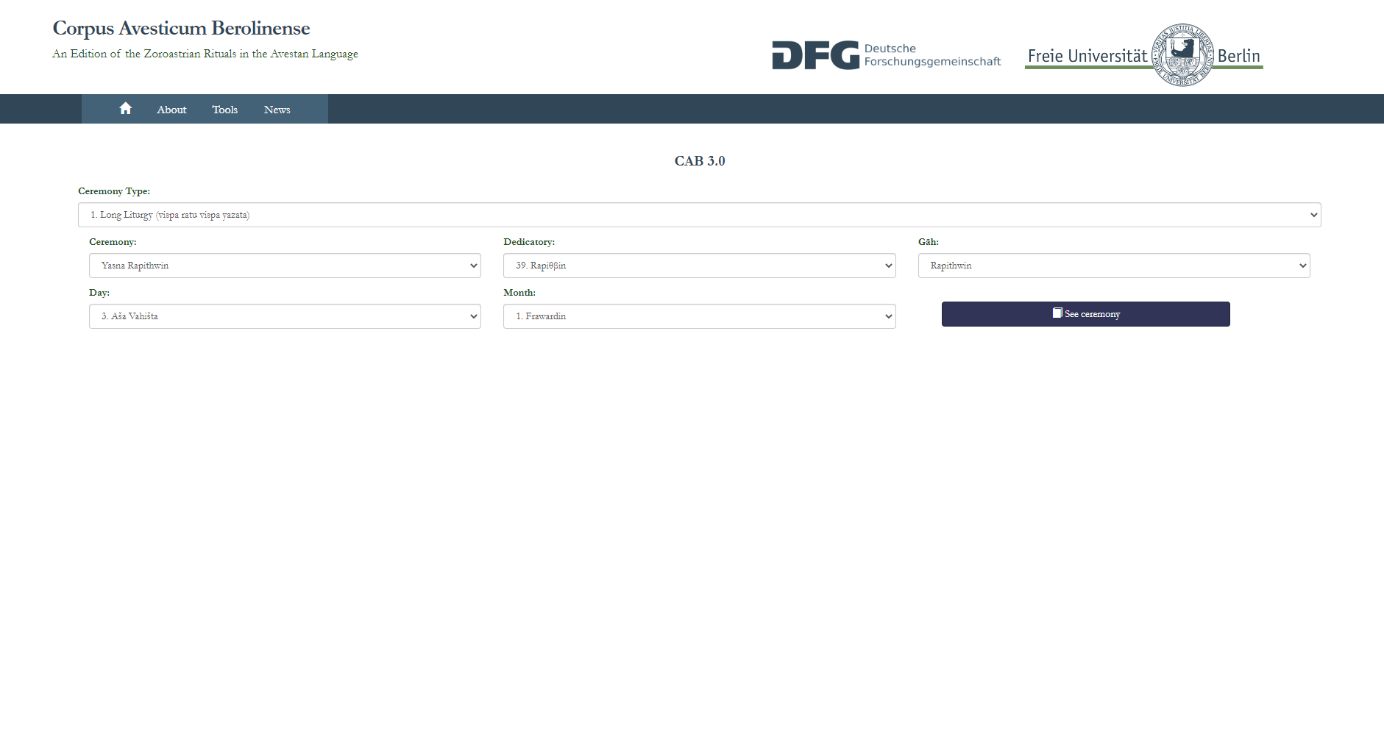 Corpus Avesticum Berolinense
An Edition of the Zoroastrian Rituals in the Avestan Language
DFG Deutsche
Forschungsgemeinschaft
Freie Universität Berlin
About Tools News
CAB 3.0
Ceremony Type:
1. Long Liturgy (vīspa ratu vīspa yazata)
Ceremony: Dedicatory: Gāh:
Yasna Rapithwin 39. Rapiθβin Rapithwin
Day: Month:
3. Aša Vahišta 1. Frawardin See ceremony